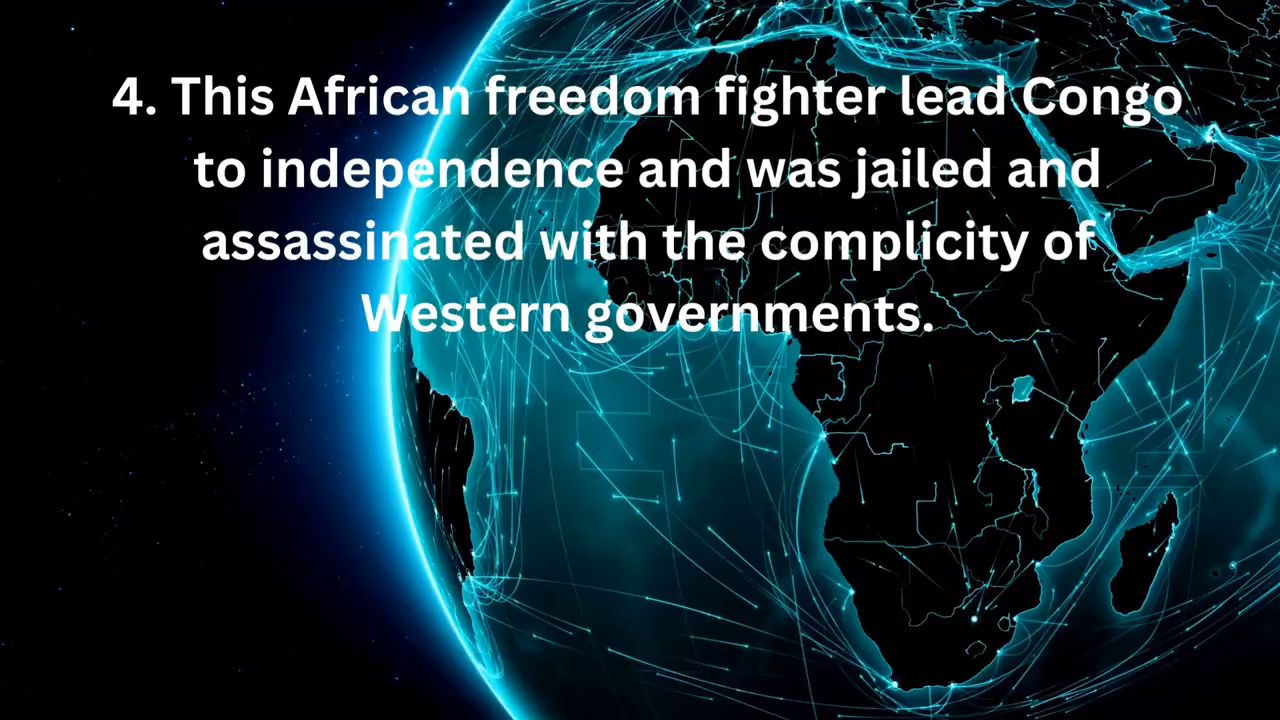 4. This African freedom fighter lead Congo
to independence and was jailed and
assassinated with the complicity of
Western governments.